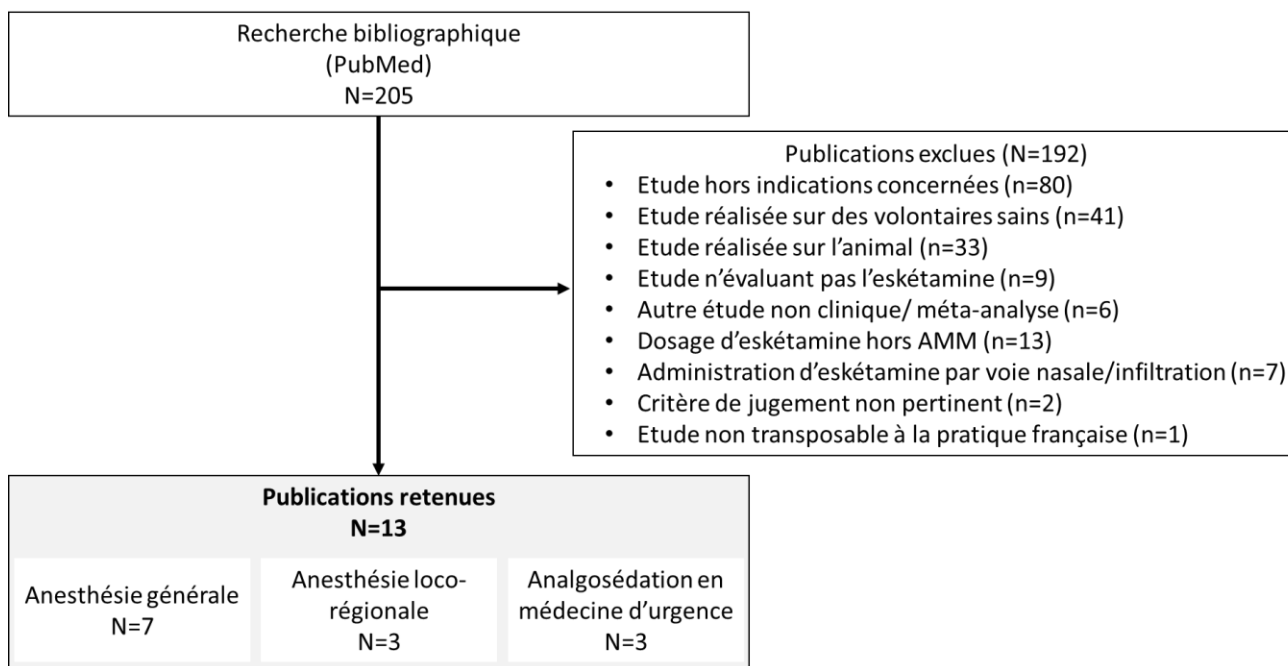 Recherche bibliographique
(PubMed)
N=205
Publications exclues (N=192)
• Etude hors indications concernées (n=80)
• Etude réalisée sur des volontaires sains (n=41)
• Etude réalisée sur l’animal (n=33)
• Etude n’évaluant pas l’eskétamine (n=9)
• Autre étude non clinique/ méta-analyse (n=6)
• Dosage d’eskétamine hors AMM (n=13)
• Administration d’eskétamine par voie nasale/infiltration (n=7)
• Critère de jugement non pertinent (n=2)
• Etude non transposable à la pratique française (n=1)
Publications retenues
N=13
Anesthésie générale
N=7
Anesthésie loco-
régionale
N=3
Analgosédation en
médecine d’urgence
N=3